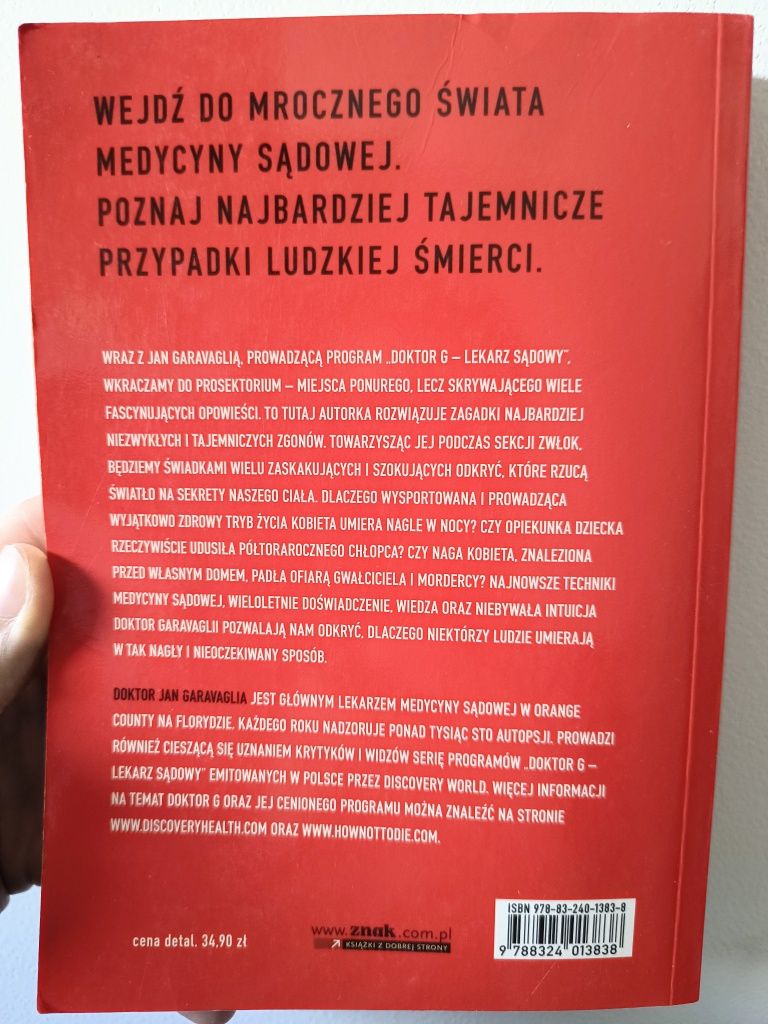 WEJDŹ DO MROCZNEGO ŚWIATA
MEDYCYNY SĄDOWEJ.
POZNAJ NAJBARDZIEJ TAJEMNICZE
PRZYPADKI LUDZKIEJ ŚMIERCI.
WRAZ Z JAN GARAVAGLIĄ, PROWADZĄCĄ PROGRAM „DOKTOR G – LEKARZ SĄDOWY”,
WKRACZAMY DO PROSEKTORIUM – MIEJSCA PONUREGO, LECZ SKRYWAJĄCEGO WIELE
FASCYNUJĄCYCH OPOWIEŚCI. TO TUTAJ AUTORKA ROZWIĄZUJE ZAGADKI NAJBARDZIEJ
NIEZWYKŁYCH I TAJEMNICZYCH ZGONÓW. TOWARZYSZĄC JEJ PODCZAS SEKCJI ZWŁOK,
BĘDZIEMY ŚWIADKAMI WIELU ZASKAKUJĄCYCH I SZOKUJĄCYCH ODKRYĆ, KTÓRE RZUCĄ
ŚWIATŁO NA SEKRETY NASZEGO CIAŁA. DLACZEGO WYSPORTOWANA I PROWADZĄCA
WYJĄTKOWO ZDROWY TRYB ŻYCIA KOBIETA UMIERA NAGLE W NOCY? CZY OPIEKUNKA DZIECKA
RZECZYWIŚCIE UDUSIŁA PÓŁTORAROCZNEGO CHŁOPCA? CZY NAGA KOBIETA, ZNALEZIONA
PRZED WŁASNYM DOMEM, PADŁA OFIARĄ GWAŁCICIELA I MORDERCY? NAJNOWSZE TECHNIKI
MEDYCYNY SĄDOWEJ, WIELOLETNIE DOŚWIADCZENIE, WIEDZA ORAZ NIEBYWAŁA INTUICJA
DOKTOR GARAVAGLII POZWALAJĄ NAM ODKRYĆ, DLACZEGO NIEKTÓRZY LUDZIE UMIERAJĄ
W TAK NAGŁY I NIEOCZEKIWANY SPOSÓB.
DOKTOR JAN GARAVAGLIA JEST GŁÓWNYM LEKARZEM MEDYCYNY SĄDOWEJ W ORANGE
COUNTY NA FLORYDZIE. KAŻDEGO ROKU NADZORUJE PONAD TYSIĄC STO AUTOPSJI. PROWADZI
RÓWNIEŻ CIESZĄCĄ SIĘ UZNANIEM KRYTYKÓW I WIDZÓW SERIĘ PROGRAMÓW „DOKTOR G –
LEKARZ SĄDOWY” EMITOWANYCH W POLSCE PRZEZ DISCOVERY WORLD. WIĘCEJ INFORMACJI
NA TEMAT DOKTOR G ORAZ JEJ CENIONEGO PROGRAMU MOŻNA ZNALEŹĆ NA STRONIE
WWW.DISCOVERYHEALTH.COM ORAZ WWW.HOWNOTTODIE.COM.
cena detal. 34,90 zł
www.znak.com.pl
KSIĄŻKI Z DOBREJ STRONY
ISBN 978-83-240-1383-8
9 788324 013838